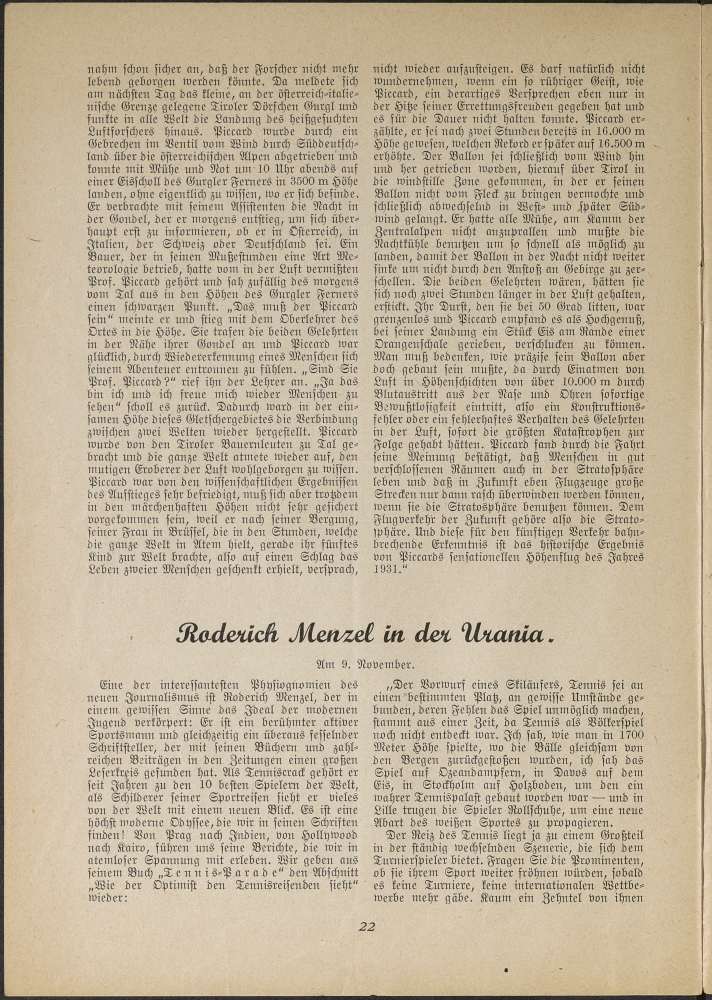 nahm schon sicher an, daß der Forscher nicht mehr
lebend geborgen werden könnte. Da meldete sich
am nächsten Tag das kleine, an der österreich-italie-
nische Grenze gelegene Tiroler Dörfchen Gurgl und
funkte in alle Welt die Landung des heißgesuchten
Luftforschers hinaus. Piccard wurde durch ein
Gebrechen im Ventil vom Wind durch Süddeutsch-
land über die österreichischen Alpen abgetrieben und
konnte mit Mühe und Not um 10 Uhr abends auf
einer Eisscholl des Gurgler Ferners in 3500 m Höhe
landen, ohne eigentlich zu wissen, wo er sich befinde.
Er verbrachte mit seinem Assistenten die Nacht in
der Gondel, der er morgens entstieg, um sich über-
haupt erst zu informieren, ob er in Österreich, in
Italien, der Schweiz oder Deutschland sei. Ein
Bauer, der in seinen Mußestunden eine Art Me-
teorologie betrieb, hatte vom in der Luft vermißten
Prof. Piccard gehört und sah zufällig des morgens
vom Tal aus in den Höhen des Gurgler Ferners
einen schwarzen Punkt. „Das muß der Piccard
sein“ meinte er und stieg mit dem Oberlehrer des
Ortes in die Höhe. Sie trafen die beiden Gelehrten
in der Nähe ihrer Gondel an und Piccard war
glücklich, durch Wiedererkennung eines Menschen sich
seinem Abenteuer entronneu zu fühlen. „Sind Sie
Prof. Piccard?“ rief ihn der Lehrer an. „Ja das
bin ich und ich freue mich wieder Menschen zu
sehen“ scholl es zurück. Dadurch ward in der ein-
samen Höhe dieses Gletschergebietes die Verbindung
zwischen zwei Welten wieder hergestellt. Piccard
wurde von den Tiroler Bauernleuten zu Tal ge-
bracht und die ganze Welt atmete wieder auf, den
mutigen Eroberer der Luft wohlgeborgen zu wissen.
Piccard war von den wissenschaftlichen Ergebnissen
des Aufstieges sehr befriedigt, muß sich aber trotzdem
in den märchenhaften Höhen nicht sehr gesichert
vorgekommen sein, weil er nach seiner Bergung,
seiner Frau in Brüssel, die in den Stunden, welche
die ganze Welt in Atem hielt, gerade ihr fünftes
Kind zur Welt brachte, also auf einen Schlag das
Leben zweier Menschen geschenkt erhielt, versprach,
nicht wieder aufzusteigen. Es darf natürlich nicht
wundernehmen, wenn ein so rühriger Geist, wie
Piccard, ein derartiges Versprechen eben nur in
der Hitze seiner Errettungsfreuden gegeben hat und
es für die Dauer nicht halten konnte. Piccard er-
zählte, er sei nach zwei Stunden bereits in 16.000 m
Höhe gewesen, welchen Rekord er später auf 16.500 m
erhöhte. Der Ballon sei schließlich vom Wind hin
und her getrieben worden, hierauf über Tirol in
die windstille Zone gekommen, in der er seinen
Ballon nicht vom Fleck zu bringen vermochte und
schließlich abwechselnd in West- und später Süd-
wind gelangt. Er hatte alle Mühe, am Kamm der
Zentralalpen nicht anzuprallen und mußte die
Nachtkühle benutzen um so schnell als möglich zu
landen, damit der Ballon in der Nacht nicht weiter
sinke um nicht durch den Anstoß an Gebirge zu zer-
schellen. Die beiden Gelehrten wären, hätten sie
sich noch zwei Stunden länger in der Luft gehalten,
erstickt. Ihr Durst, den sie bei 50 Grad litten, war
grenzenlos und Piccard empfand es als Hochgenuß,
bei seiner Landung ein Stück Eis am Rande einer
Orangenschale gerieben, verschlucken zu können.
Man muß bedenken, wie präzise sein Ballon aber
doch gebaut sein mußte, da durch Einatmen von
Luft in Höhenschichten von über 10.000 m durch
Blutaustritt aus der Nase und Ohren sofortige
Bewußtlosigkeit eintritt, also ein Konstruktions-
fehler oder ein fehlerhaftes Verhalten des Gelehrten
in der Luft, sofort die größten Katastrophen zur
Folge gehabt hätten. Piccard fand durch die Fahrt
seine Meinung bestätigt, daß Menschen in gut
verschlossenen Räumen auch in der Stratosphäre
leben und daß in Zukunft eben Flugzeuge große
Strecken nur dann rasch überwinden werden können,
wenn sie die Stratosphäre benutzen können. Dem
Flugverkehr der Zukunft gehöre also die Strato-
sphäre. Und diese für den künftigen Verkehr bahn-
brechende Erkenntnis ist das historische Ergebnis
von Piccards sensationellen Höhenflug des Jahres
1931.“
Roderich Menzel in der Urania.
Am 9. November.
Eine der interessantesten Physiognomien des
neuen Journalismus ist Roderich Menzel, der in
einem gewissen Sinne das Ideal der modernen
Jugend verkörpert: Er ist ein berühmter aktiver
Sportsmann und gleichzeitig ein überaus fesselnder
Schriftsteller, der mit seinen Büchern und zahl-
reichen Beiträgen in den Zeitungen einen großen
Leserkreis gefunden hat. Als Tenniscrack gehört er
seit Jahren zu den 10 besten Spielern der Welt,
als Schilderer seiner Sportreisen sieht er vieles
von der Welt mit einem neuen Blick. Es ist eine
höchst moderne Odyssee, die wir in seinen Schriften
finden! Von Prag nach Indien, von Hollywood
nach Kairo, führen uns seine Berichte, die wir in
atemloser Spannung mit erleben. Wir geben aus
seinem Buch „Tennis-Parade“ den Abschnitt
„Wie der Optimist den Tennisreisenden sieht“
wieder:
„Der Vorwurf eines Skiläufers, Tennis sei an
einen bestimmten Platz, an gewisse Umstände ge-
bunden, deren Fehlen das Spiel unmöglich machen,
stammt aus einer Zeit, da Tennis als Völkerspiel
noch nicht entdeckt war. Ich sah, wie man in 1700
Meter Höhe spielte, wo die Bälle gleichsam von
den Bergen zurückgestoßen wurden, ich sah das
Spiel auf Ozeandampfern, in Davos auf dem
Eis, in Stockholm auf Holzboden, um den ein
wahrer Tennispalast gebaut worden war — und in
Lille trugen die Spieler Rollschuhe, um eine neue
Abart des weißen Sportes zu propagieren.
Der Reiz des Tennis liegt ja zu einem Großteil
in der ständig wechselnden Szenerie, die sich dem
Turnierspieler bietet. Fragen Sie die Prominenten,
ob sie ihrem Sport weiter fröhnen würden, sobald
es keine Turniere, keine internationalen Wettbe-
werbe mehr gäbe. Kaum ein Zehntel von ihnen
22